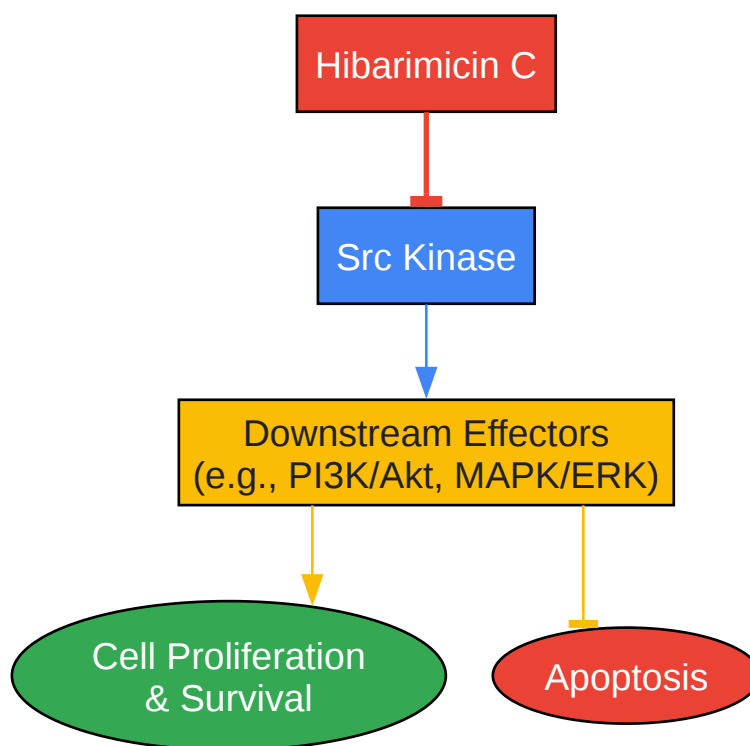 Hibarimicin C
Src Kinase
Downstream Effectors
(e.g., PI3K/Akt, MAPK/ERK)
Cell Proliferation
& Survival
Apoptosis